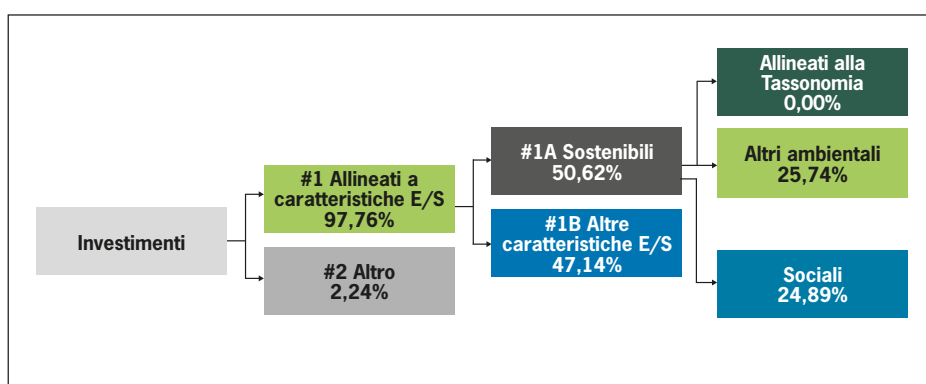 Investimenti
#1 Allineati a
caratteristiche E/S
97,76%
#2 Altro
2,24%
#1A Sostenibili
50,62%
#1B Altre
caratteristiche E/S
47,14%
Allineati alla
Tassonomia
0,00%
Altri ambientali
25,74%
Sociali
24,89%